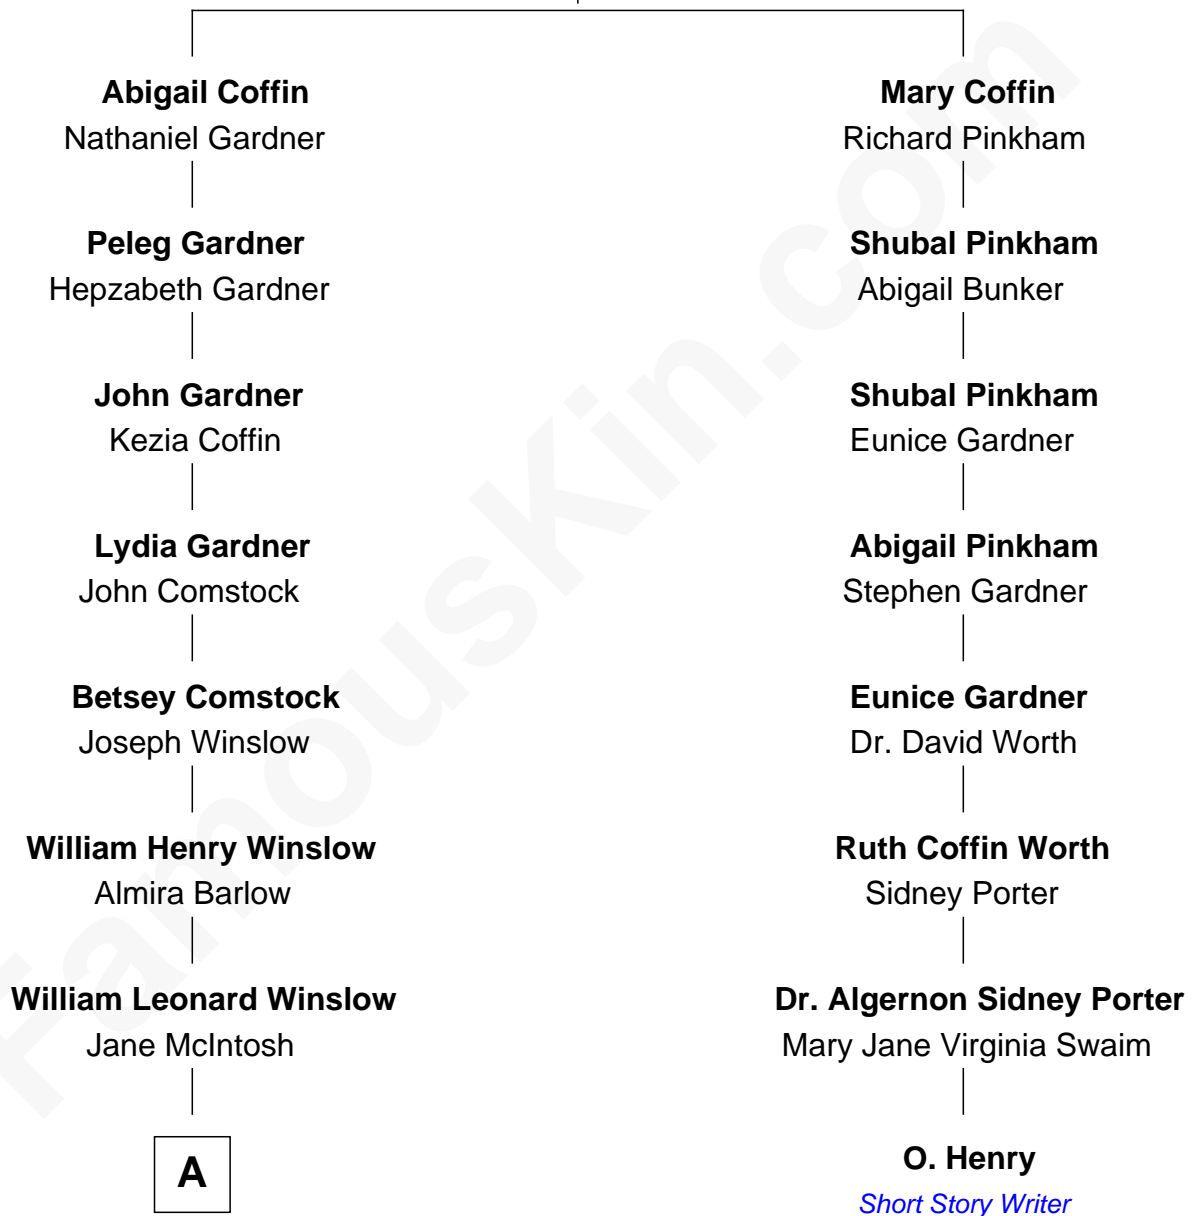 Abigail Coffin
Nathaniel Gardner
Peleg Gardner
Hepzabeth Gardner
John Gardner
Kezia Coffin
Lydia Gardner
John Comstock
Betsey Comstock
Joseph Winslow
William Henry Winslow
Almira Barlow
William Leonard Winslow
Jane McIntosh
A
Mary Coffin
Richard Pinkham
Shubal Pinkham
Abigail Bunker
Shubal Pinkham
Eunice Gardner
Abigail Pinkham
Stephen Gardner
Eunice Gardner
Dr. David Worth
Ruth Coffin Worth
Sidney Porter
Dr. Algernon Sidney Porter
Mary Jane Virginia Swaim
O. Henry
Short Story Writer
FamousKin.com